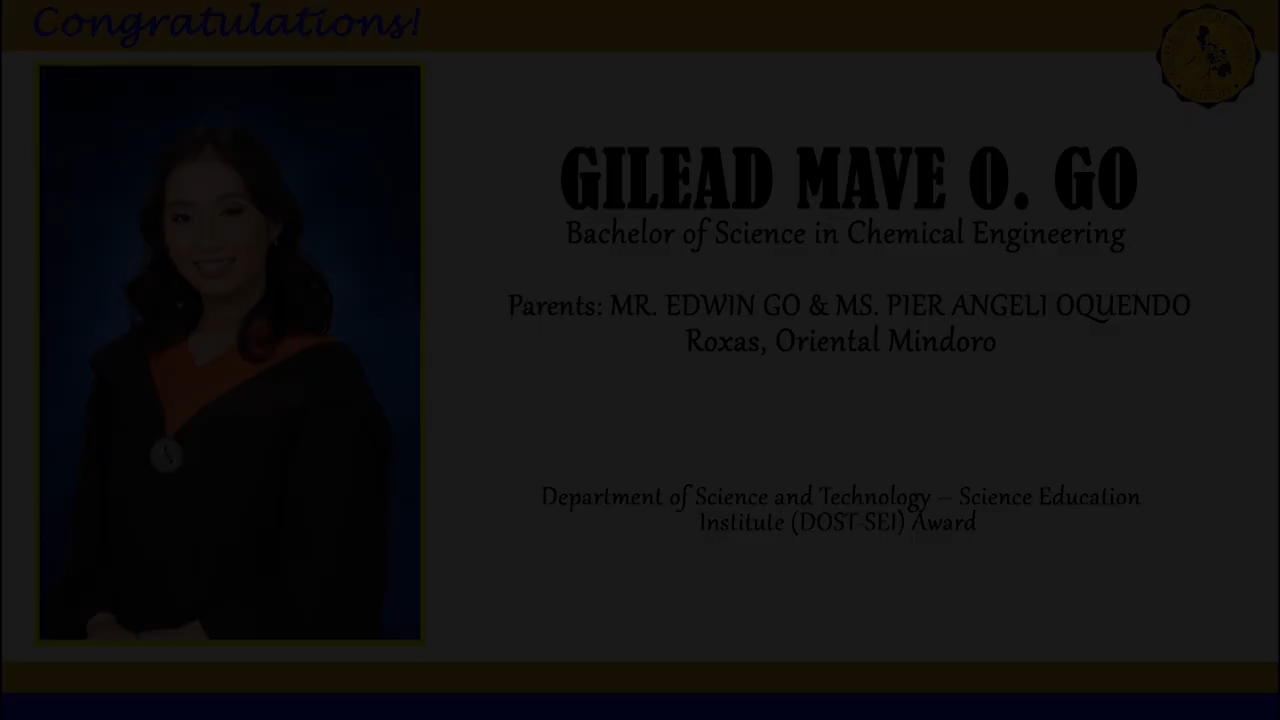 Congratulations!
GILEAD MAVE O. GO
Bachelor of Science in Chemical Engineering
Parents: MR. EDWIN GO & MS. PIER ANGELI OQUENDO
Roxas, Oriental Mindoro
Department of Science and Technology – Science Education
Institute (DOST-SEI) Award